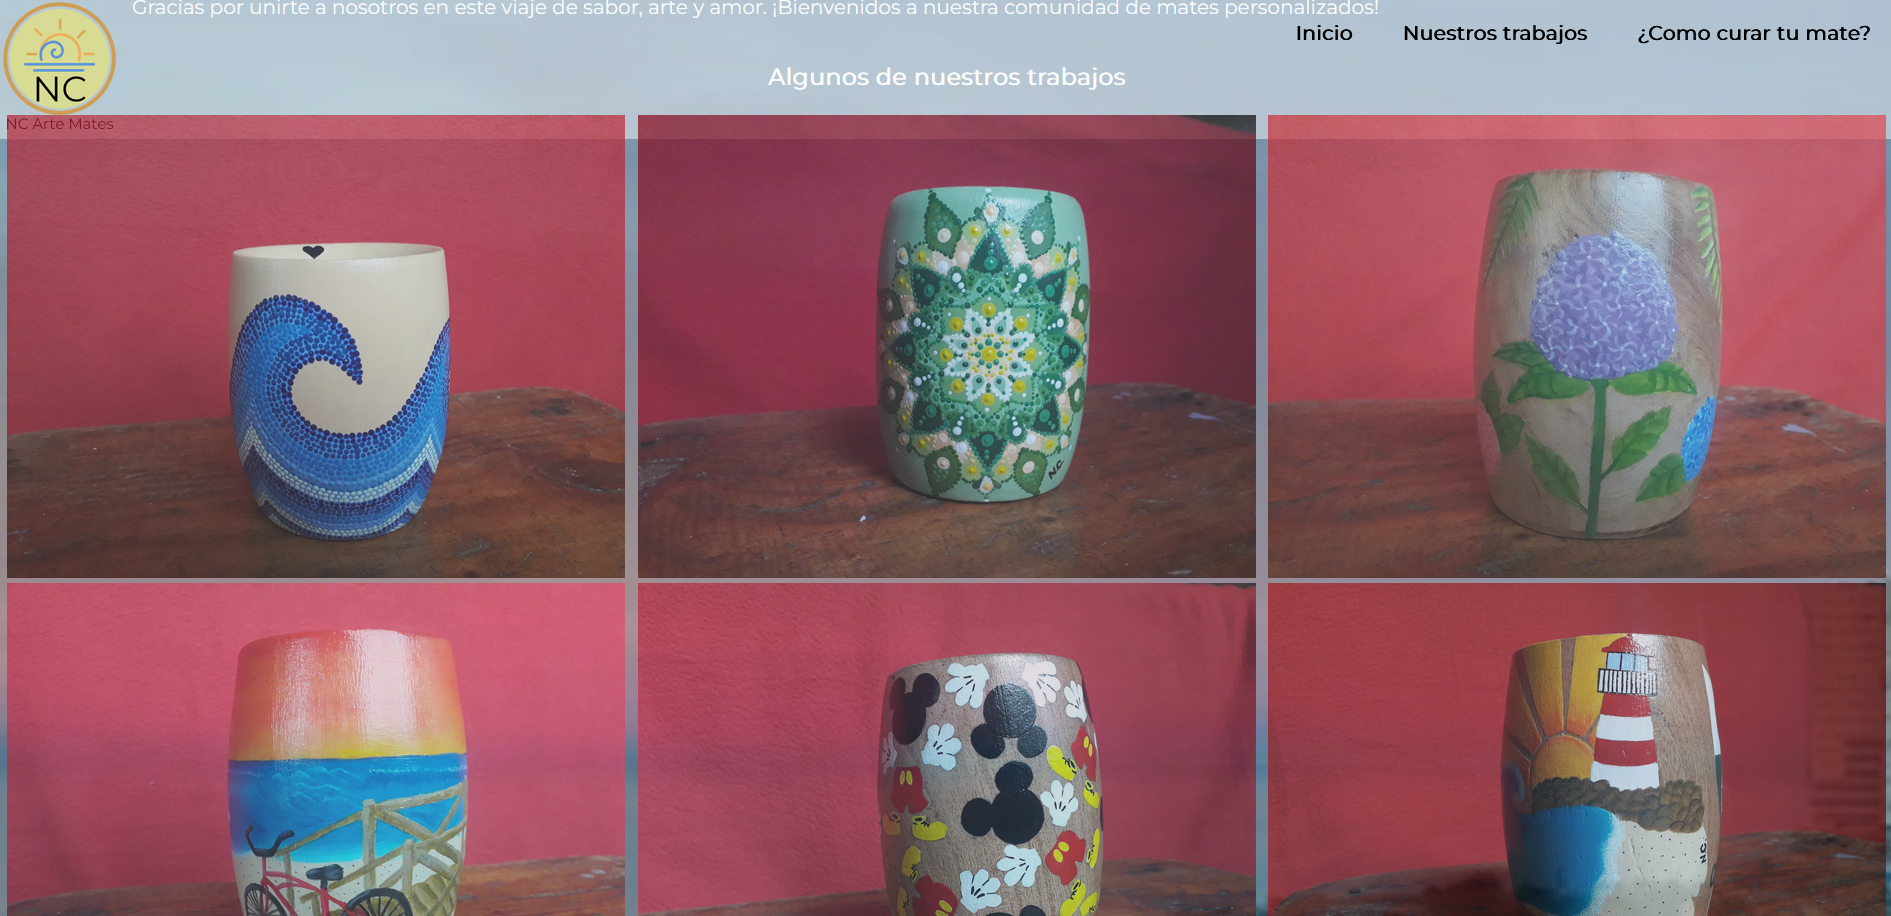 Gracias por unirte a nosotros en este viaje de sabor, arte y amor. ¡Bienvenidos a nuestra comunidad de mates personalizados!
Inicio
Nuestros trabajos
¿Como curar tu mate?
NC
NC Arte Mates
Algunos de nuestros trabajos
N.C.
N.C.